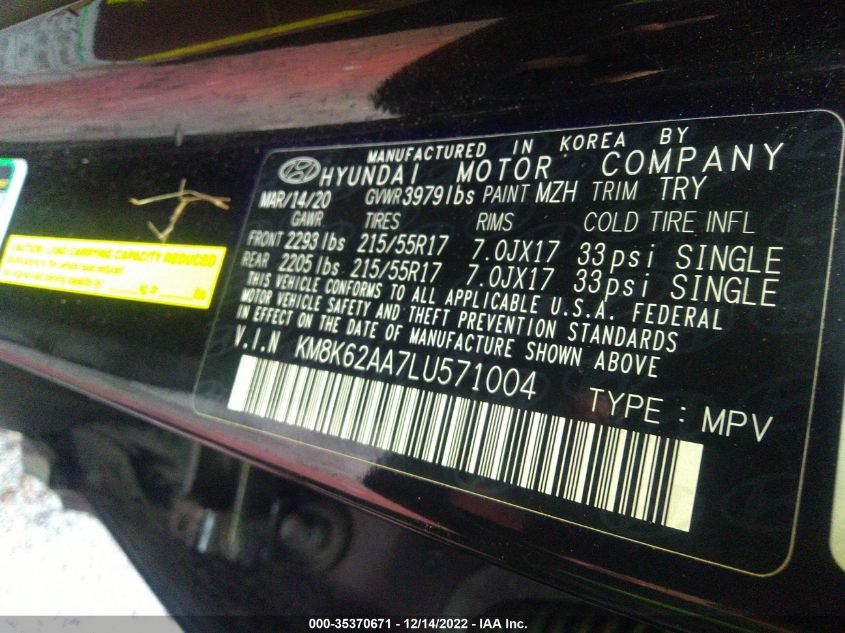 MANUFACTURED IN KOREA BY
HYUNDAI MOTOR COMPANY
MAR/14/20 GVWR 3979lbs PAINT MZH TRIM TRY
GAWR TIRES RIMS COLD TIRE INFL
FRONT 2293lbs 215/55R17 7.0JX17 33psi SINGLE
REAR 2205lbs 215/55R17 7.0JX17 33psi SINGLE
THIS VEHICLE CONFORMS TO ALL APPLICABLE U.S.A. FEDERAL
MOTOR VEHICLE SAFETY AND THEFT PREVENTION STANDARDS
IN EFFECT ON THE DATE OF MANUFACTURE SHOWN ABOVE
V.I.N KM8K62AA7LU571004
TYPE : MPV
CAUTION: LOAD CARRYING CAPACITY REDUCED
kg or lbs
000-35370671 - 12/14/2022 - IAA Inc.